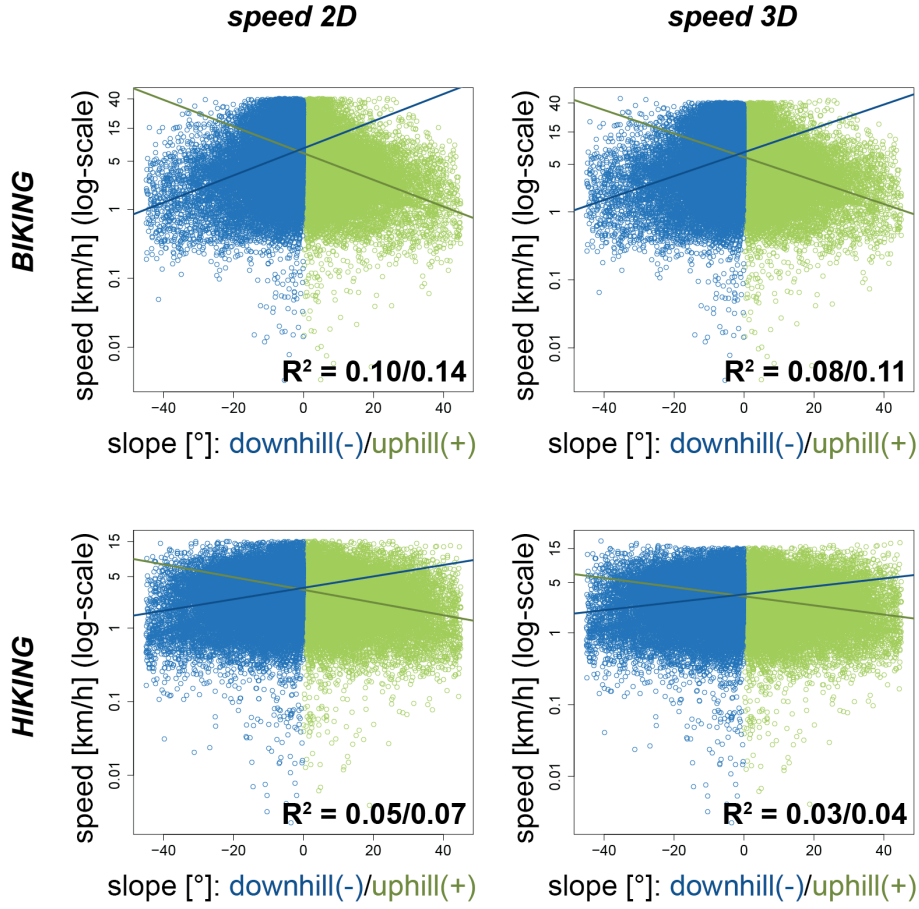 speed 2D
speed 3D
BIKING
speed [km/h] (log-scale)
40
15
5
1
0.1
0.01
R² = 0.10/0.14
−40
−20
0
20
40
slope [°]: downhill(-)/uphill(+)
speed [km/h] (log-scale)
40
15
5
1
0.1
0.01
R² = 0.08/0.11
−40
−20
0
20
40
slope [°]: downhill(-)/uphill(+)
HIKING
speed [km/h] (log-scale)
15
5
1
0.1
0.01
R² = 0.05/0.07
−40
−20
0
20
40
slope [°]: downhill(-)/uphill(+)
speed [km/h] (log-scale)
15
5
1
0.1
0.01
R² = 0.03/0.04
−40
−20
0
20
40
slope [°]: downhill(-)/uphill(+)